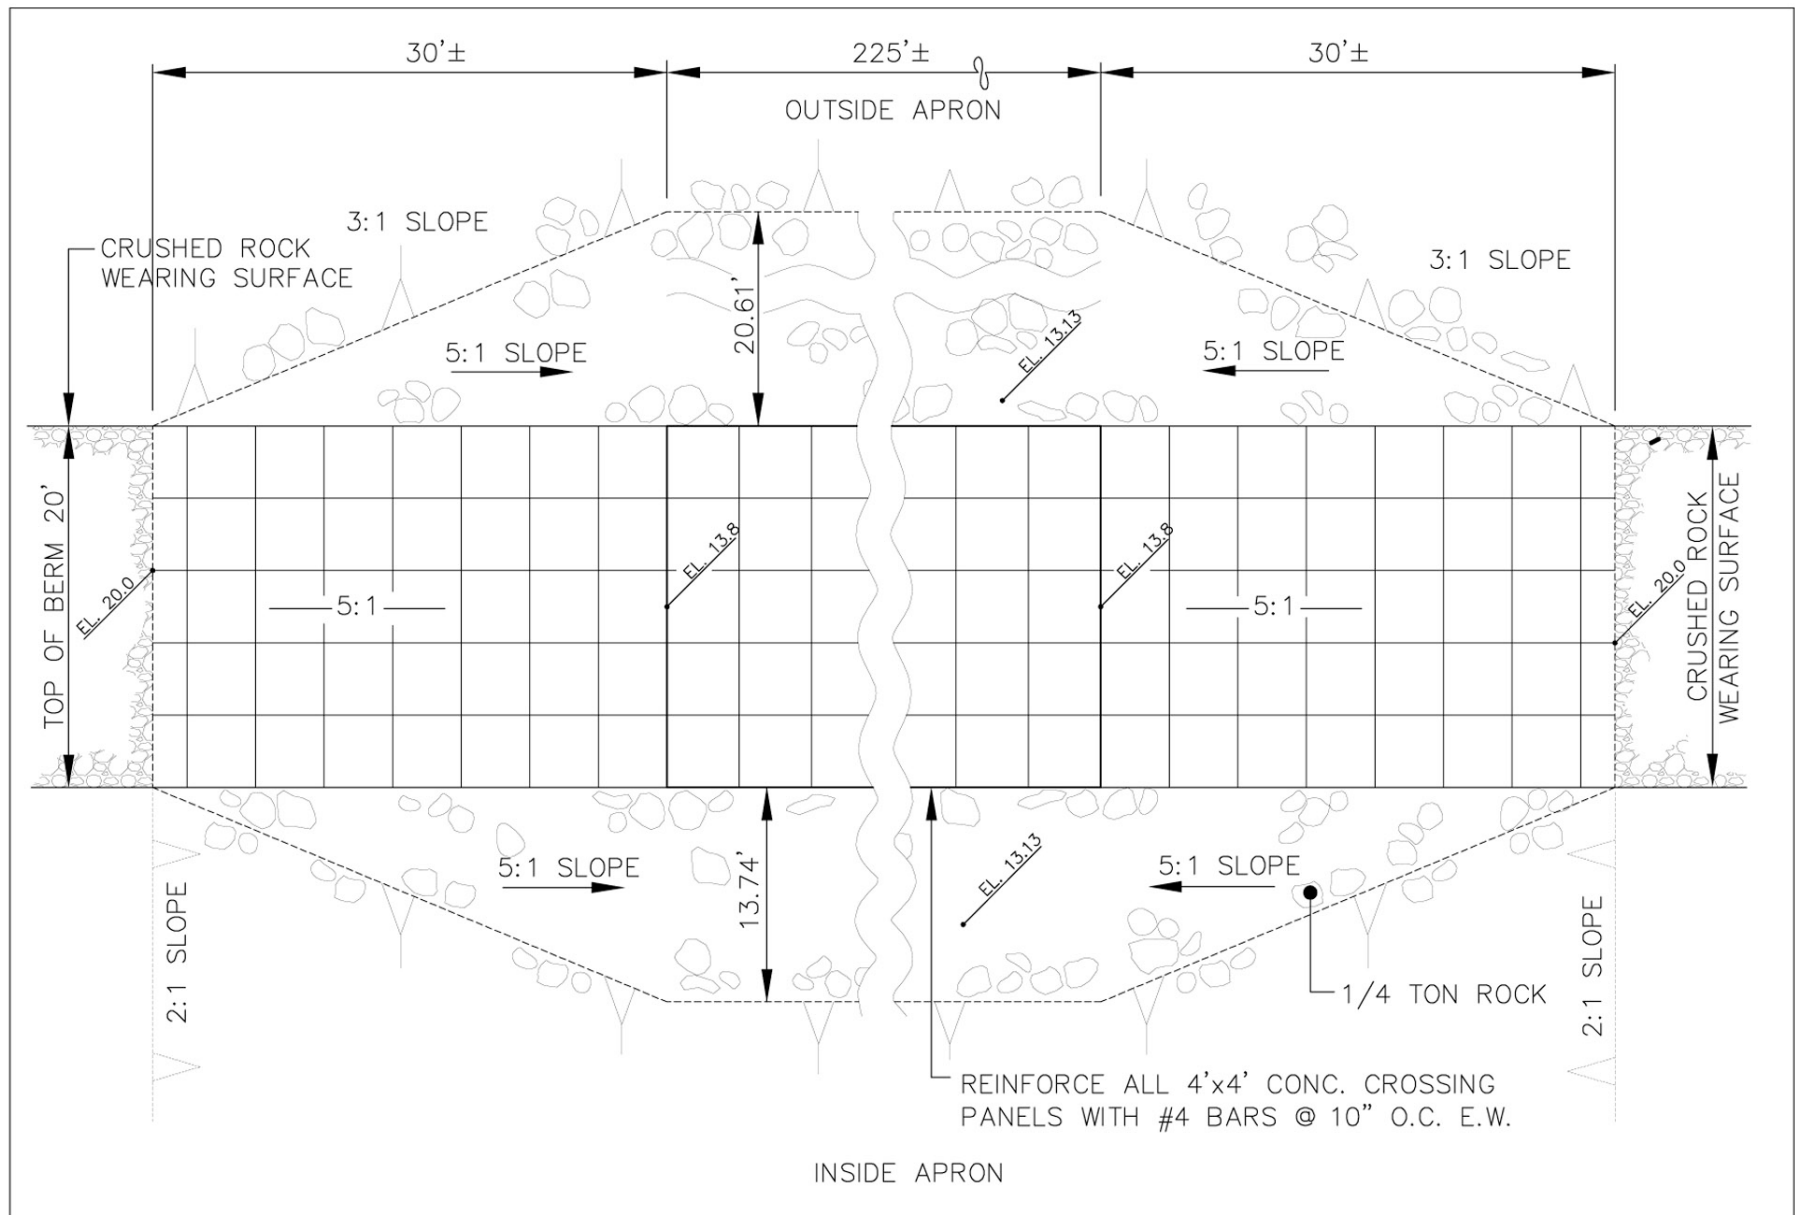 30'±
225'±
30'±
OUTSIDE APRON
3:1 SLOPE
CRUSHED ROCK
WEARING SURFACE
3:1 SLOPE
20.61'
EL. 13.13
5:1 SLOPE
5:1 SLOPE
TOP OF BERM 20'
EL. 20.0
5:1
EL. 13.8
EL. 13.8
5:1
EL. 20.0
CRUSHED ROCK
WEARING SURFACE
5:1 SLOPE
13.74'
EL. 13.13
5:1 SLOPE
2:1 SLOPE
2:1 SLOPE
1/4 TON ROCK
REINFORCE ALL 4'x4' CONC. CROSSING
PANELS WITH #4 BARS @ 10" O.C. E.W.
INSIDE APRON